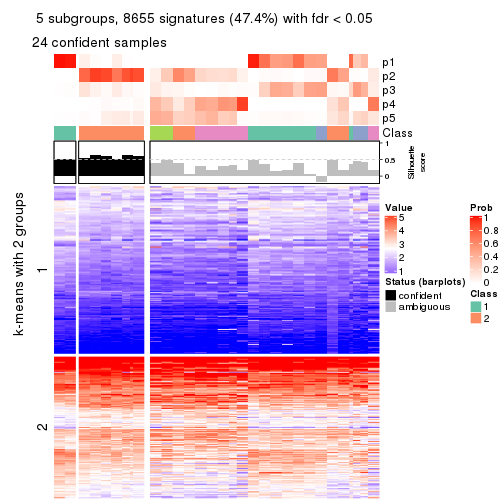 5 subgroups, 8655 signatures (47.4%) with fdr < 0.05
24 confident samples
p1
p2
p3
p4
p5
Class
1
0.5
0
Silhouette
score
k-means with 2 groups
1
2
Value
5
4
3
2
1
Prob
1
0.8
0.6
0.4
0.2
0
Status (barplots)
confident
ambiguous
Class
1
2